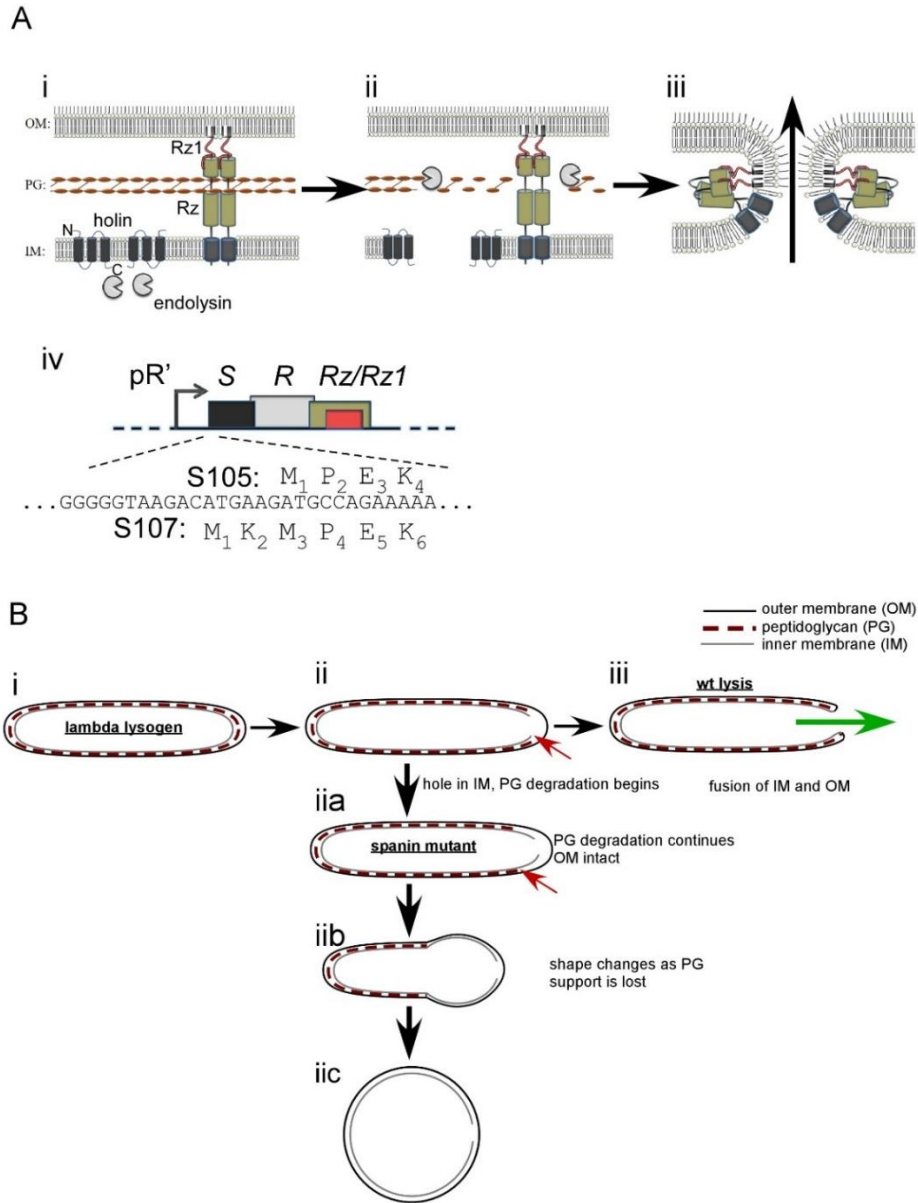 A
i
ii
iii
OM:
Rz1
PG:
Rz
N
holin
IM:
C
endolysin
iv
pR’ S R Rz/Rz1
S105: M1 P2 E3 K4
...GGGGGTAAGACATGAAGATGCCAGAAAAA...
S107: M1 K2 M3 P4 E5 K6
B
outer membrane (OM)
peptidoglycan (PG)
inner membrane (IM)
i
ii
iii
wt lysis
lambda lysogen
hole in IM, PG degradation begins
fusion of IM and OM
iia
spanin mutant
PG degradation continues
OM intact
iib
shape changes as PG
support is lost
iic